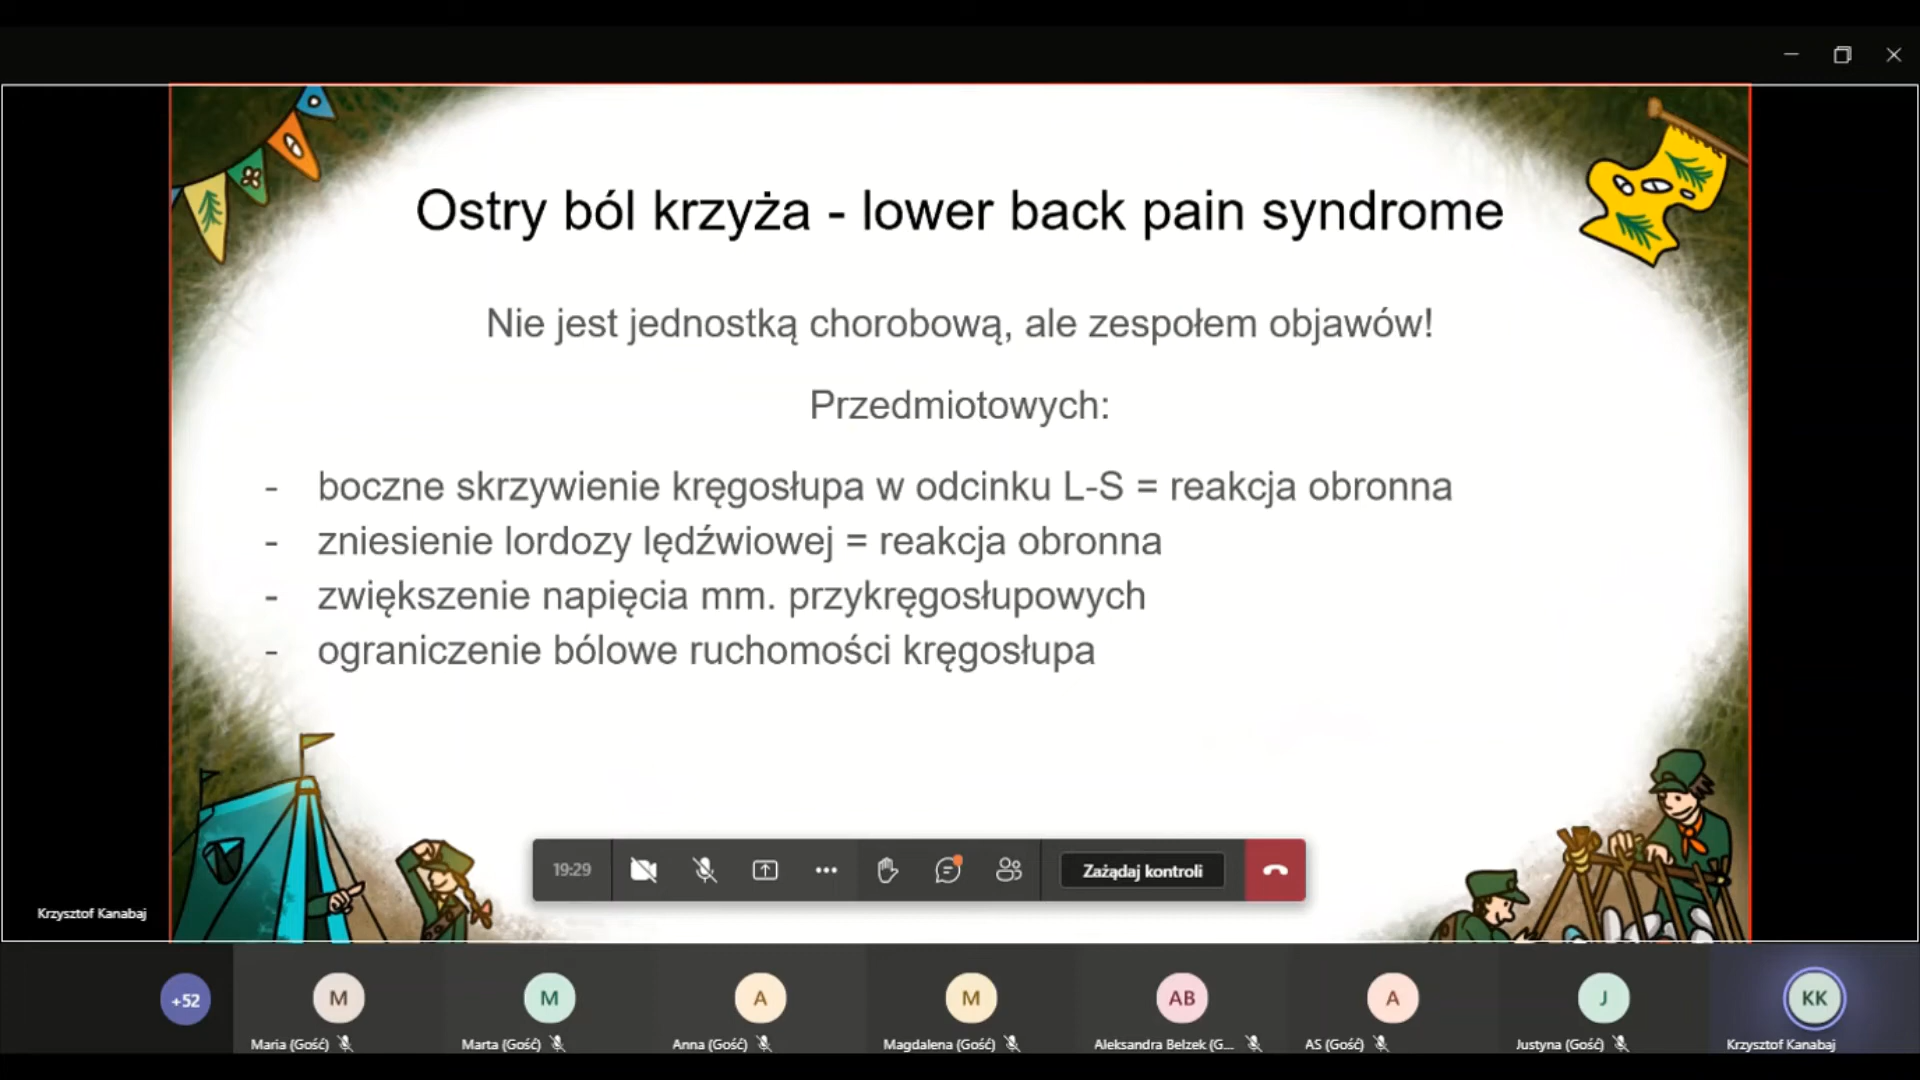 Ostry ból krzyża - lower back pain syndrome
Nie jest jednostką chorobową, ale zespołem objawów!
Przedmiotowych:
- boczne skrzywienie kręgosłupa w odcinku L-S = reakcja obronna
- zniesienie lordozy lędźwiowej = reakcja obronna
- zwiększenie napięcia mm. przykręgosłupowych
- ograniczenie bólowe ruchomości kręgosłupa
19:29
Zażądaj kontroli
Krzysztof Kanabaj
+52
M
M
A
M
AB
A
J
KK
Maria (Gość)
Marta (Gość)
Anna (Gość)
Magdalena (Gość)
Aleksandra Belzek (G...
AS (Gość)
Justyna (Gość)
Krzysztof Kanabaj